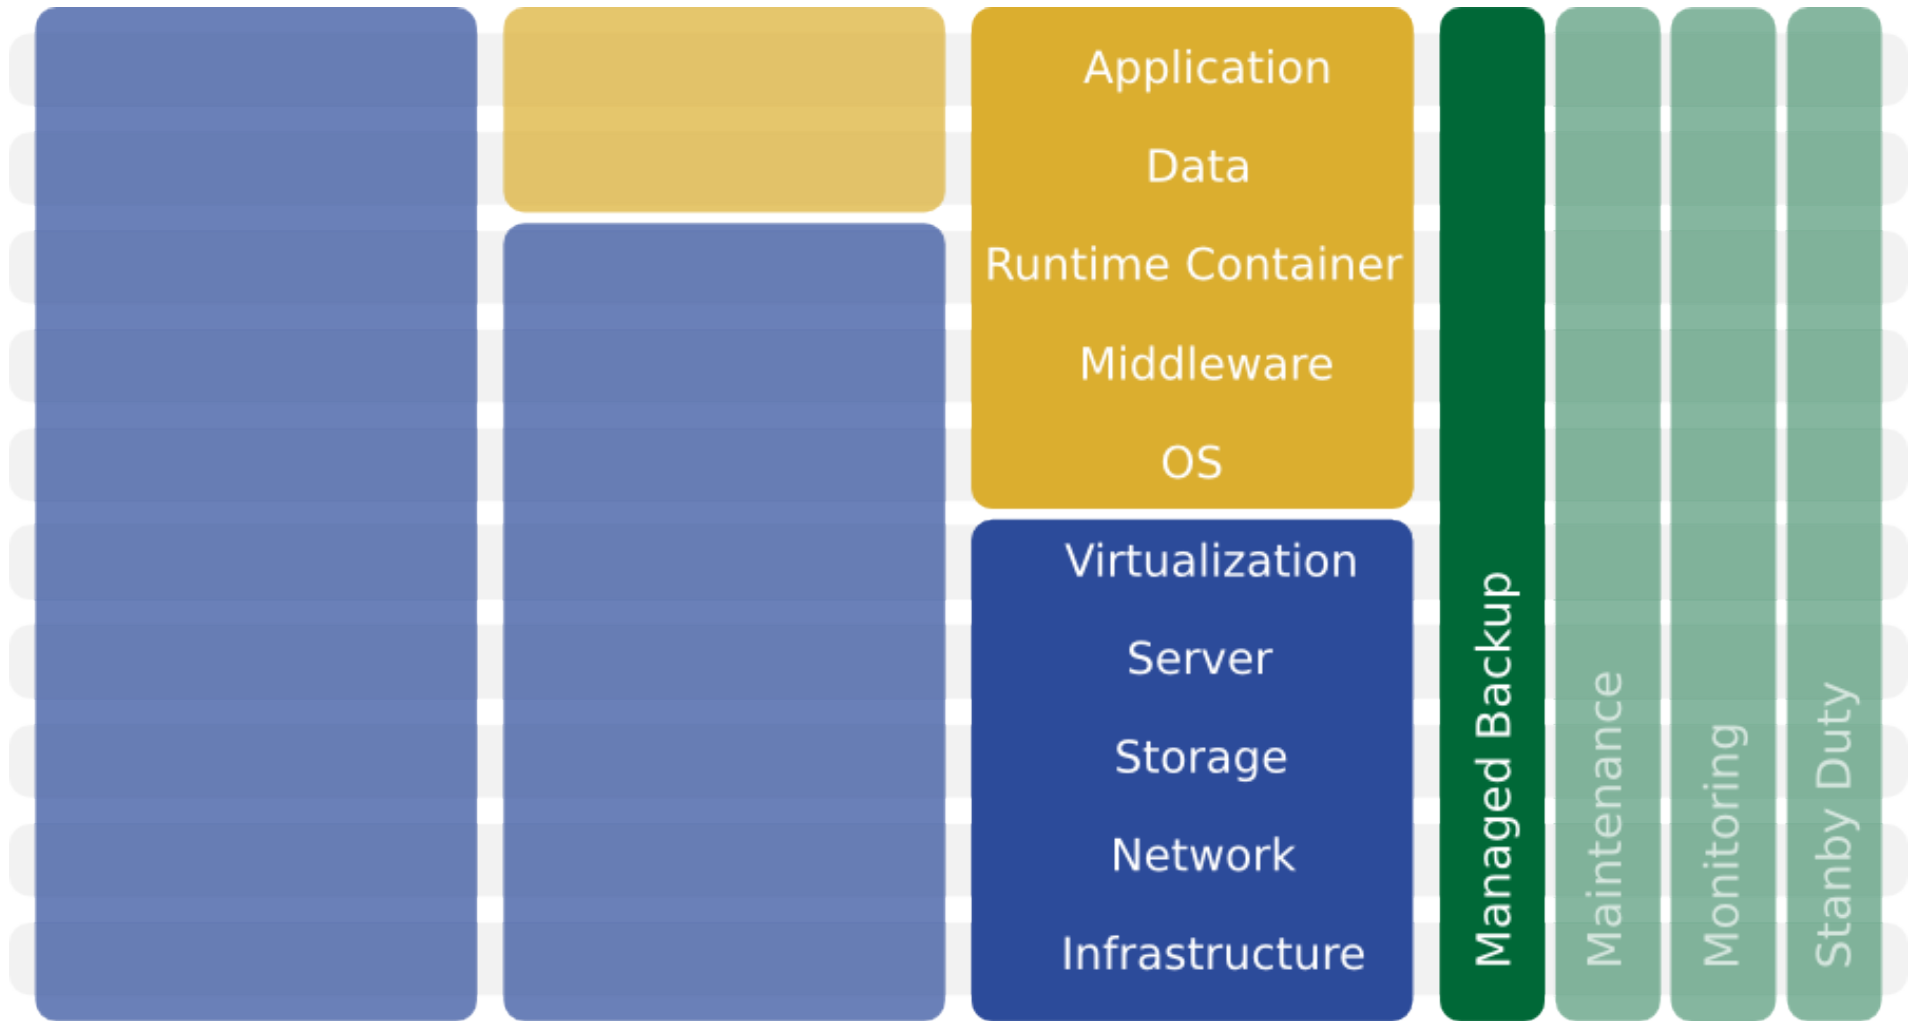 Application
Data
Runtime Container
Middleware
OS
Virtualization
Server
Storage
Network
Infrastructure
Managed Backup
Maintenance
Monitoring
Stanby Duty